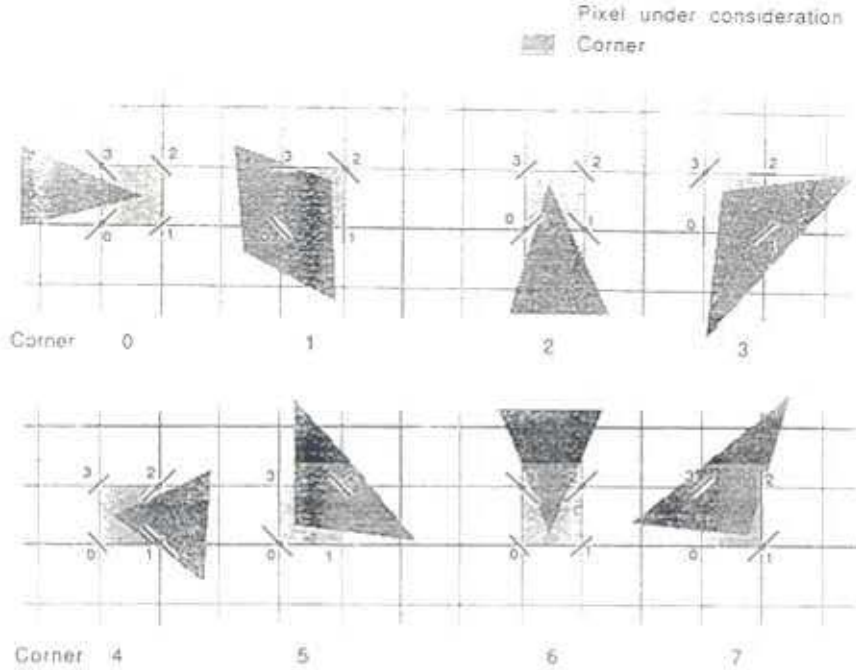 Pixel under consideration
Corner
3 2 3 2 3 2 3 2
0 1 0 1 0 1 0 1
Corner 0 1 2 3
3 2 3 3 2 2
0 1 0 1 0 1 0 1
Corner 4 5 6 7